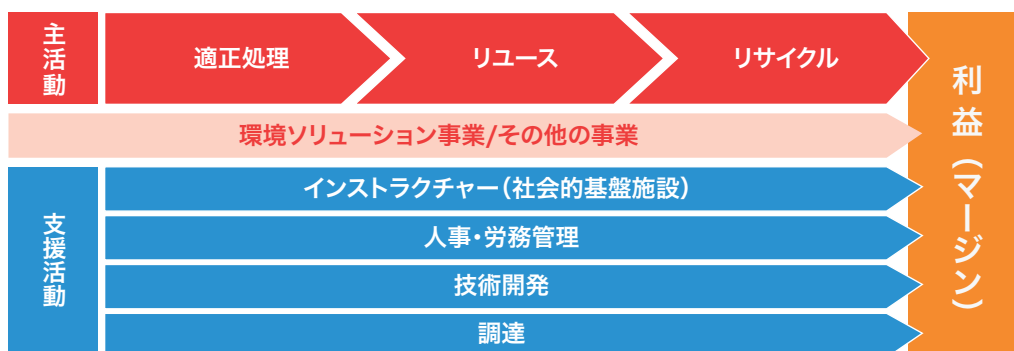 主活動
適正処理
リユース
リサイクル
環境ソリューション事業/その他の事業
支援活動
インストラクチャー(社会的基盤施設)
人事・労務管理
技術開発
調達
利益(マージン)